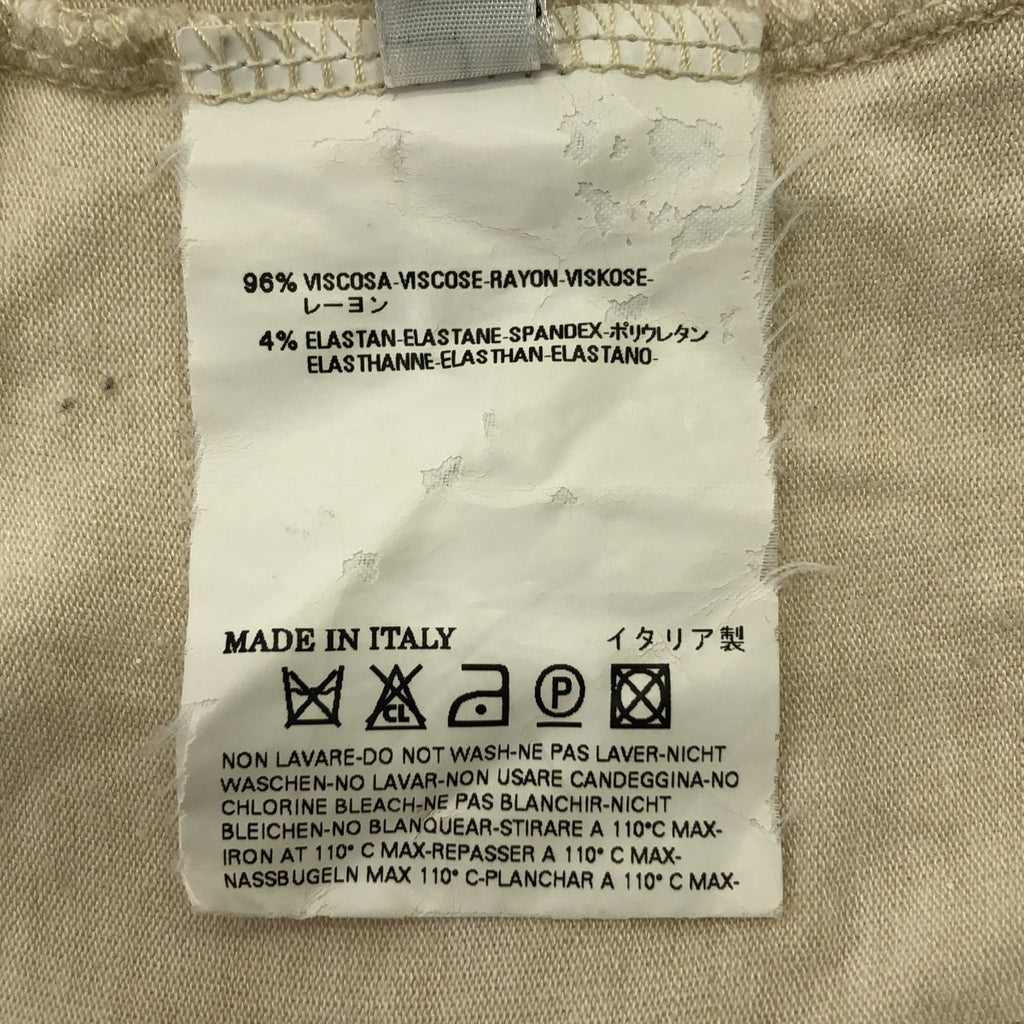 96% VISCOSA-VISCOSE-RAYON-VISKOSE-
レーヨン
4% ELASTAN-ELASTANE-SPANDEX-ポリウレタン
ELASTHANNE-ELASTHAN-ELASTANO-
MADE IN ITALY イタリア製
CL P
NON LAVARE-DO NOT WASH-NE PAS LAVER-NICHT
WASCHEN-NO LAVAR-NON USARE CANDEGGINA-NO
CHLORINE BLEACH-NE PAS BLANCHIR-NICHT
BLEICHEN-NO BLANQUEAR-STIRARE A 110°C MAX-
IRON AT 110° C MAX-REPASSER A 110° C MAX-
NASSBUGELN MAX 110° C-PLANCHAR A 110° C MAX-